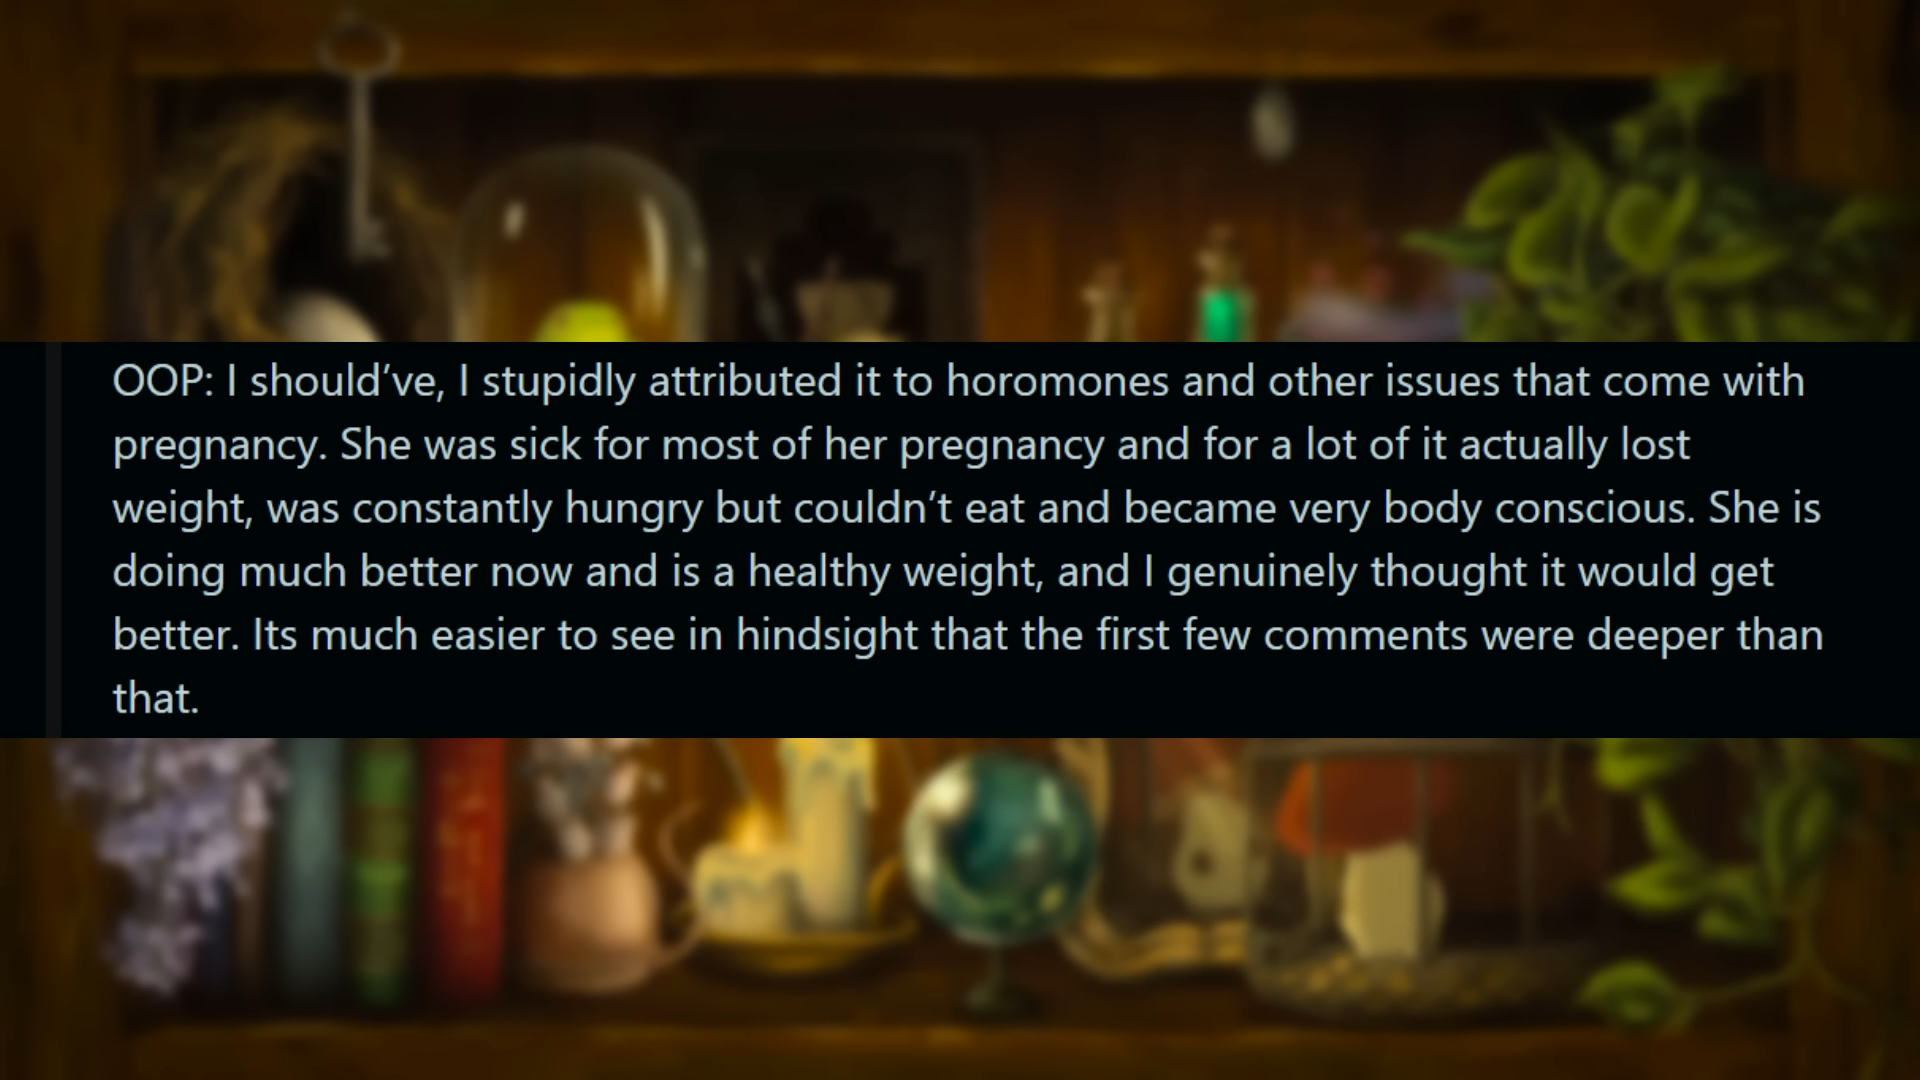 OOP: I should’ve, I stupidly attributed it to horomones and other issues that come with
pregnancy. She was sick for most of her pregnancy and for a lot of it actually lost
weight, was constantly hungry but couldn’t eat and became very body conscious. She is
doing much better now and is a healthy weight, and I genuinely thought it would get
better. Its much easier to see in hindsight that the first few comments were deeper than
that.